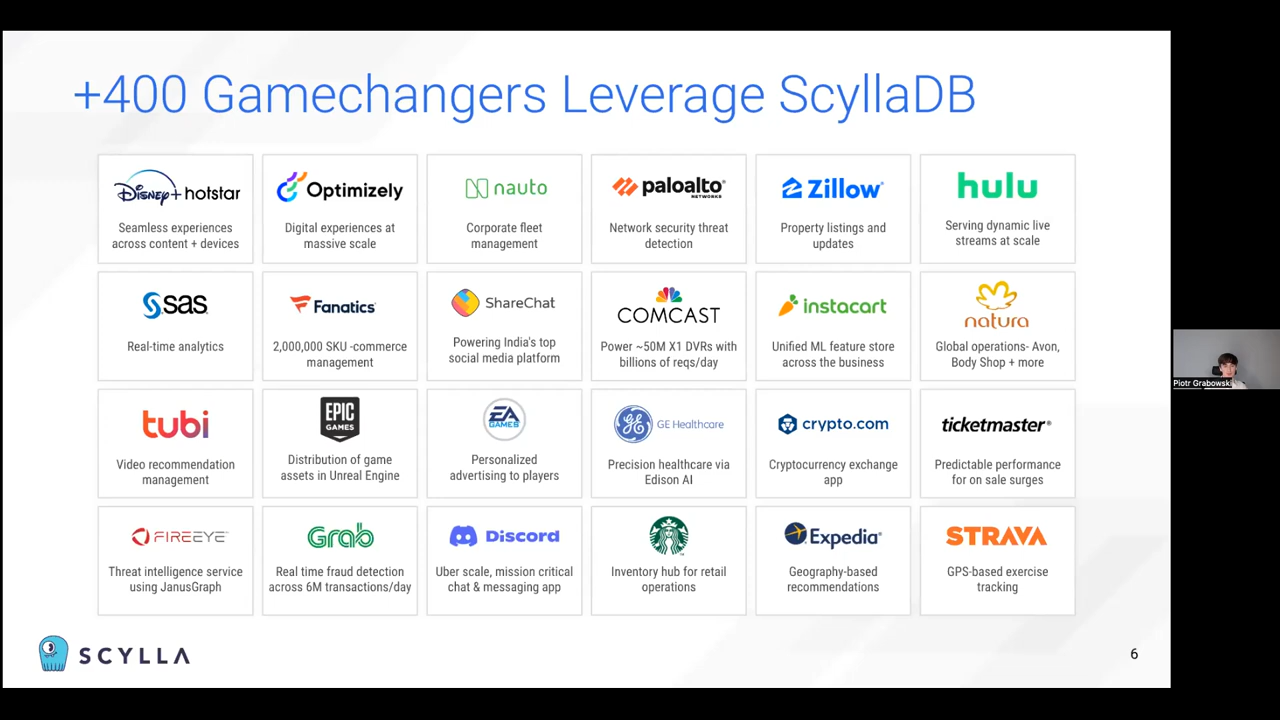 +400 Gamechangers Leverage ScyllaDB
Disney+ hotstar
Seamless experiences
across content + devices
Optimizely
Digital experiences at
massive scale
nauto
Corporate fleet
management
paloalto
NETWORKS
Network security threat
detection
Zillow
Property listings and
updates
hulu
Serving dynamic live
streams at scale
sas
Real-time analytics
Fanatics
2,000,000 SKU -commerce
management
ShareChat
Powering India's top
social media platform
COMCAST
Power ~50M X1 DVRs with
billions of reqs/day
instacart
Unified ML feature store
across the business
natura
Global operations- Avon,
Body Shop + more
tubi
Video recommendation
management
EPIC
GAMES
Distribution of game
assets in Unreal Engine
EA
GAMES
Personalized
advertising to players
GE Healthcare
Precision healthcare via
Edison AI
crypto.com
Cryptocurrency exchange
app
ticketmaster®
Predictable performance
for on sale surges
FIREEYE™
Threat intelligence service
using JanusGraph
Grab
Real time fraud detection
across 6M transactions/day
Discord
Uber scale, mission critical
chat & messaging app
Inventory hub for retail
operations
Expedia®
Geography-based
recommendations
STRAVA
GPS-based exercise
tracking
SCYLLA
6
Piotr Grabowski